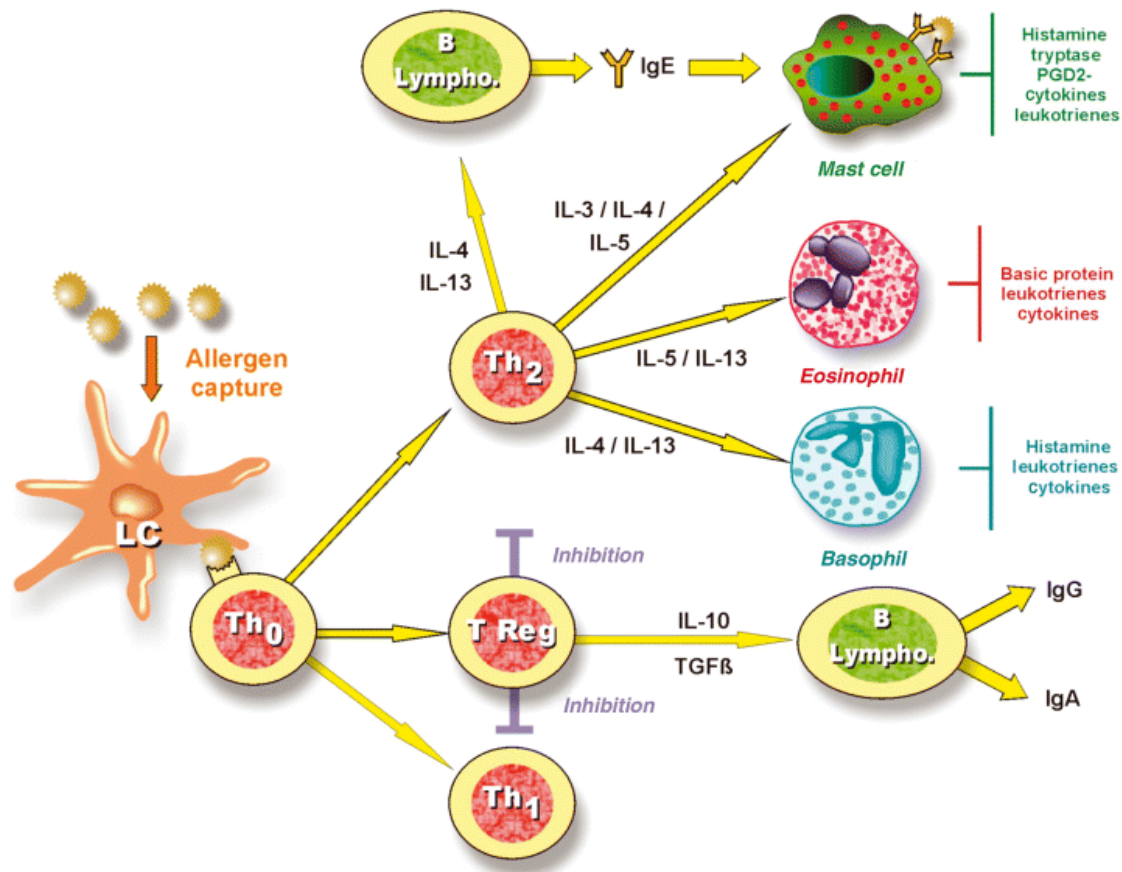 B
Lympho.
IgE
Histamine
tryptase
PGD2-
cytokines
leukotrienes
Mast cell
IL-3 / IL-4 /
IL-5
IL-4
IL-13
Basic protein
leukotrienes
cytokines
Allergen
capture
Th2
IL-5 / IL-13
Eosinophil
IL-4 / IL-13
Histamine
leukotrienes
cytokines
LC
Inhibition
Basophil
Th0
T Reg
IL-10
TGFß
B
Lympho.
IgG
IgA
Inhibition
Th1